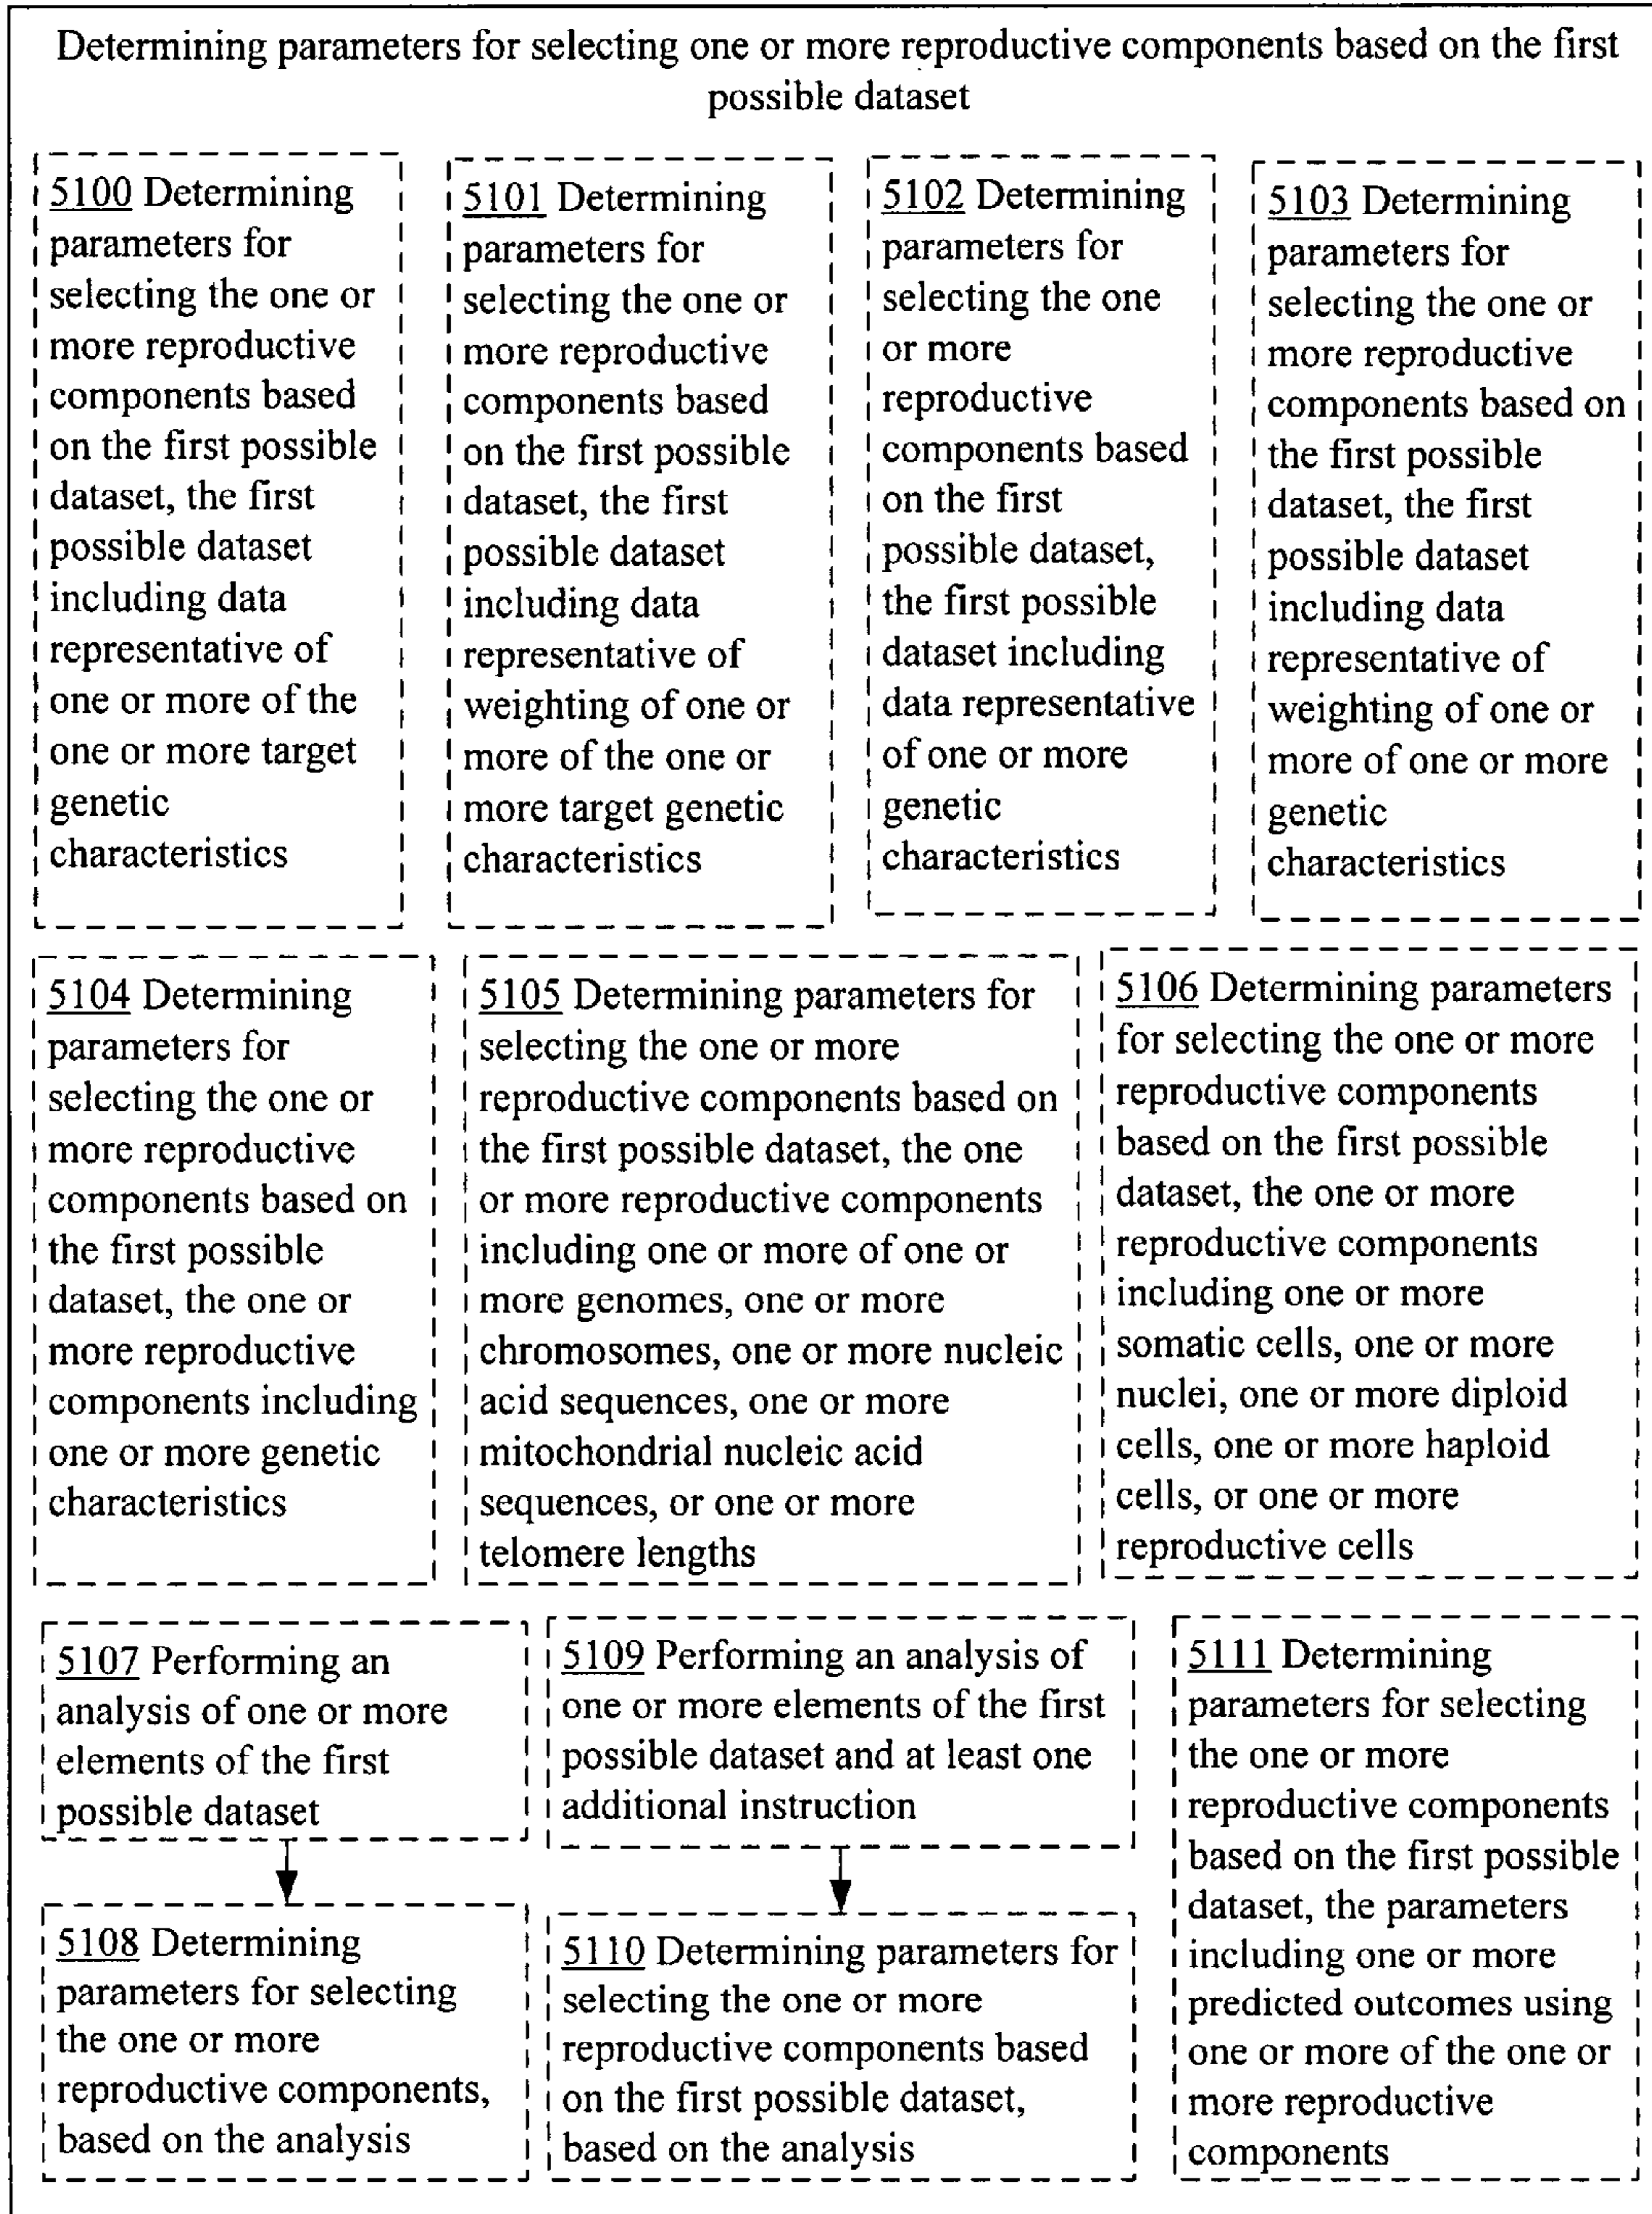 Determining parameters for selecting one or more reproductive components based on the first
possible dataset
5100 Determining
parameters for
selecting the one or
more reproductive
components based
on the first possible
dataset, the first
possible dataset
including data
representative of
one or more of the
one or more target
genetic
characteristics
5101 Determining
parameters for
selecting the one or
more reproductive
components based
on the first possible
dataset, the first
possible dataset
including data
representative of
weighting of one or
more of the one or
more target genetic
characteristics
5102 Determining
parameters for
selecting the one
or more
reproductive
components based
on the first
possible dataset,
the first possible
dataset including
data representative
of one or more
genetic
characteristics
5103 Determining
parameters for
selecting the one or
more reproductive
components based on
the first possible
dataset, the first
possible dataset
including data
representative of
weighting of one or
more of one or more
genetic
characteristics
5104 Determining
parameters for
selecting the one or
more reproductive
components based on
the first possible
dataset, the one or
more reproductive
components including
one or more genetic
characteristics
5105 Determining parameters for
selecting the one or more
reproductive components based on
the first possible dataset, the one
or more reproductive components
including one or more of one or
more genomes, one or more
chromosomes, one or more nucleic
acid sequences, one or more
mitochondrial nucleic acid
sequences, or one or more
telomere lengths
5106 Determining parameters
for selecting the one or more
reproductive components
based on the first possible
dataset, the one or more
reproductive components
including one or more
somatic cells, one or more
nuclei, one or more diploid
cells, one or more haploid
cells, or one or more
reproductive cells
5107 Performing an
analysis of one or more
elements of the first
possible dataset
5108 Determining
parameters for selecting
the one or more
reproductive components,
based on the analysis
5109 Performing an analysis of
one or more elements of the first
possible dataset and at least one
additional instruction
5110 Determining parameters for
selecting the one or more
reproductive components based
on the first possible dataset,
based on the analysis
5111 Determining
parameters for selecting
the one or more
reproductive components
based on the first possible
dataset, the parameters
including one or more
predicted outcomes using
one or more of the one or
more reproductive
components